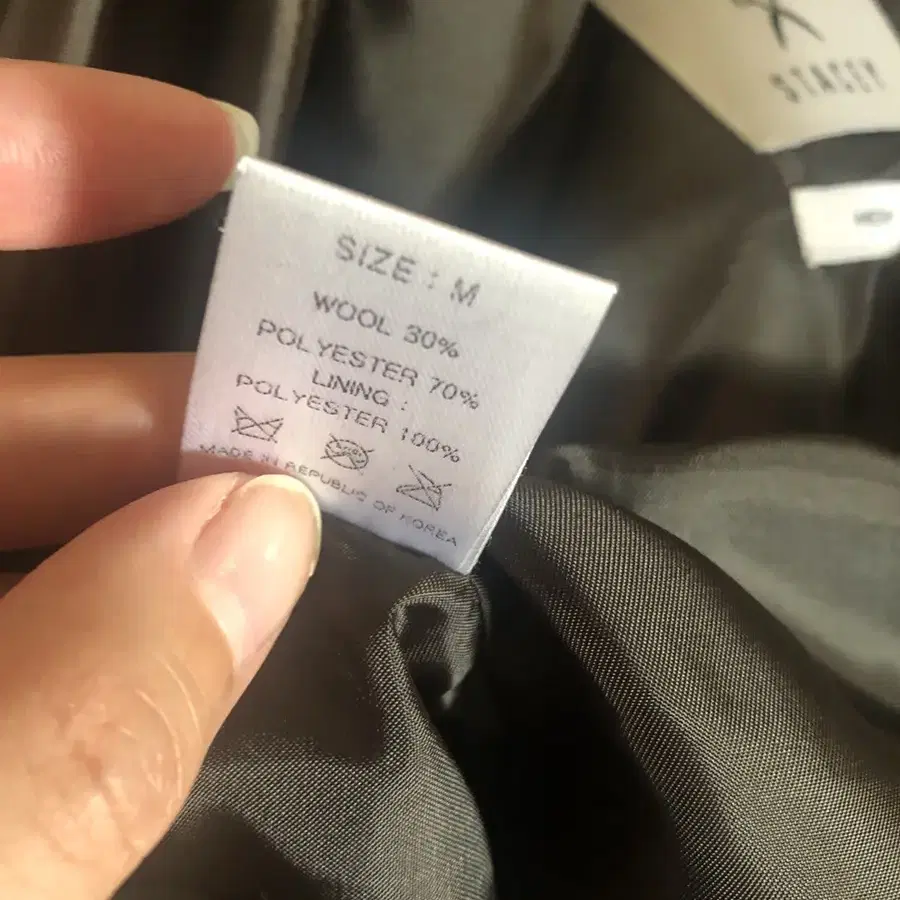 STACEY
SIZE : M
WOOL 30%
POLYESTER 70%
LINING :
POLYESTER 100%
MADE IN REPUBLIC OF KOREA